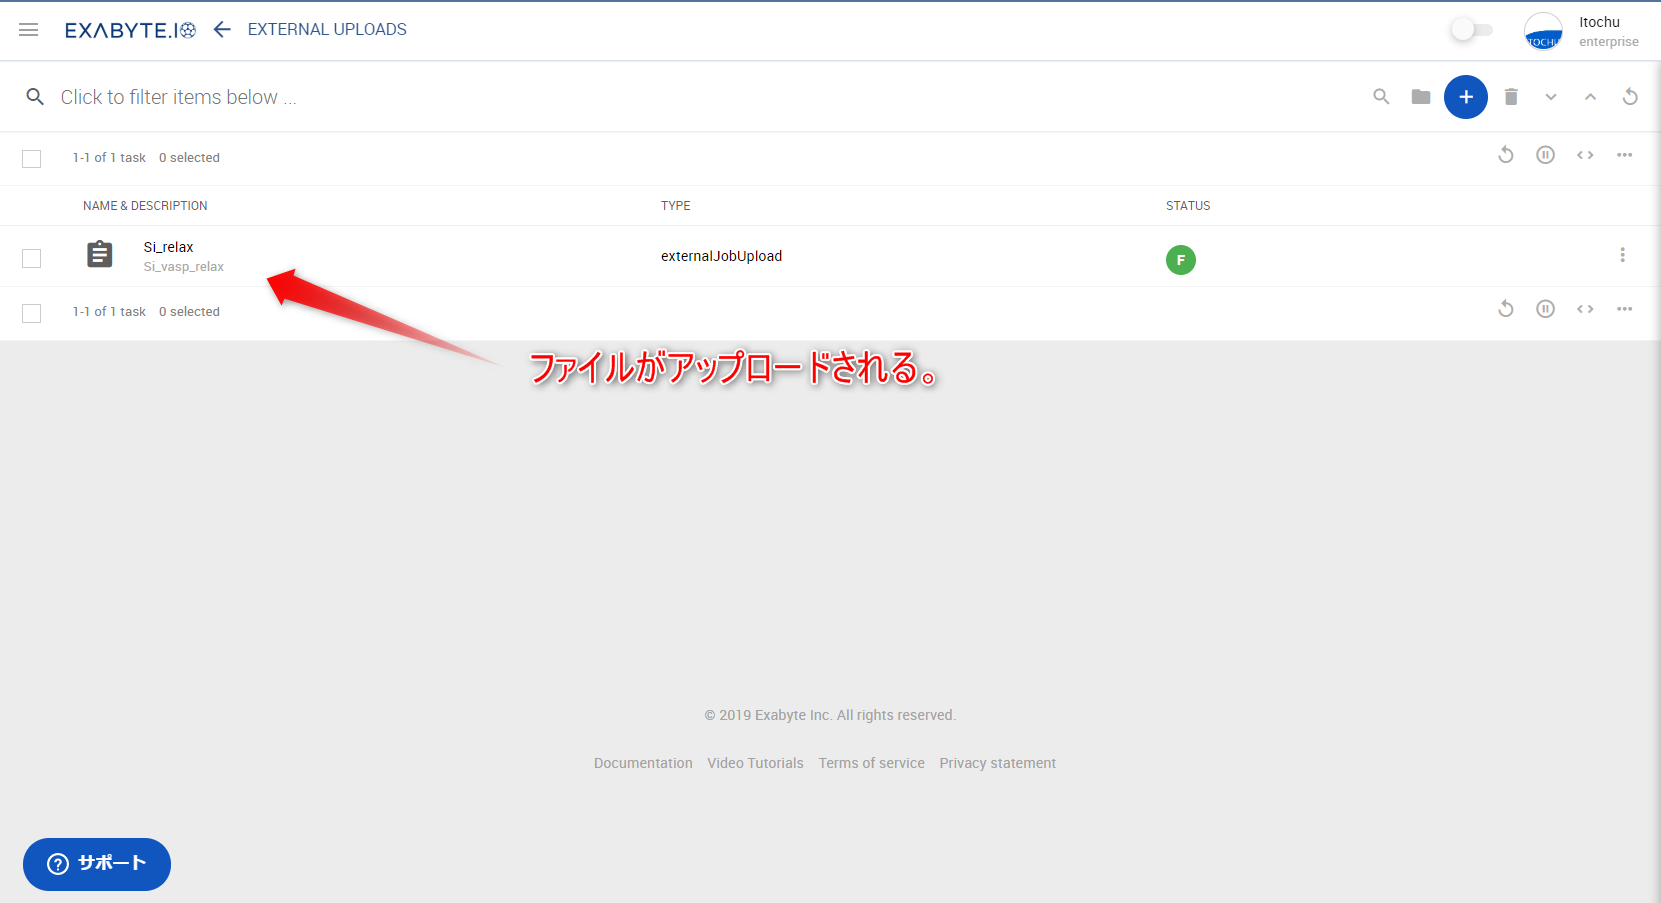 EXABYTE.IO
EXTERNAL UPLOADS
Itochu
enterprise
ITOCHU
Click to filter items below ...
1-1 of 1 task 0 selected
NAME & DESCRIPTION TYPE STATUS
Si_relax
Si_vasp_relax
externalJobUpload
F
1-1 of 1 task 0 selected
ファイルがアップロードされる。
© 2019 Exabyte Inc. All rights reserved.
Documentation Video Tutorials Terms of service Privacy statement
サポート